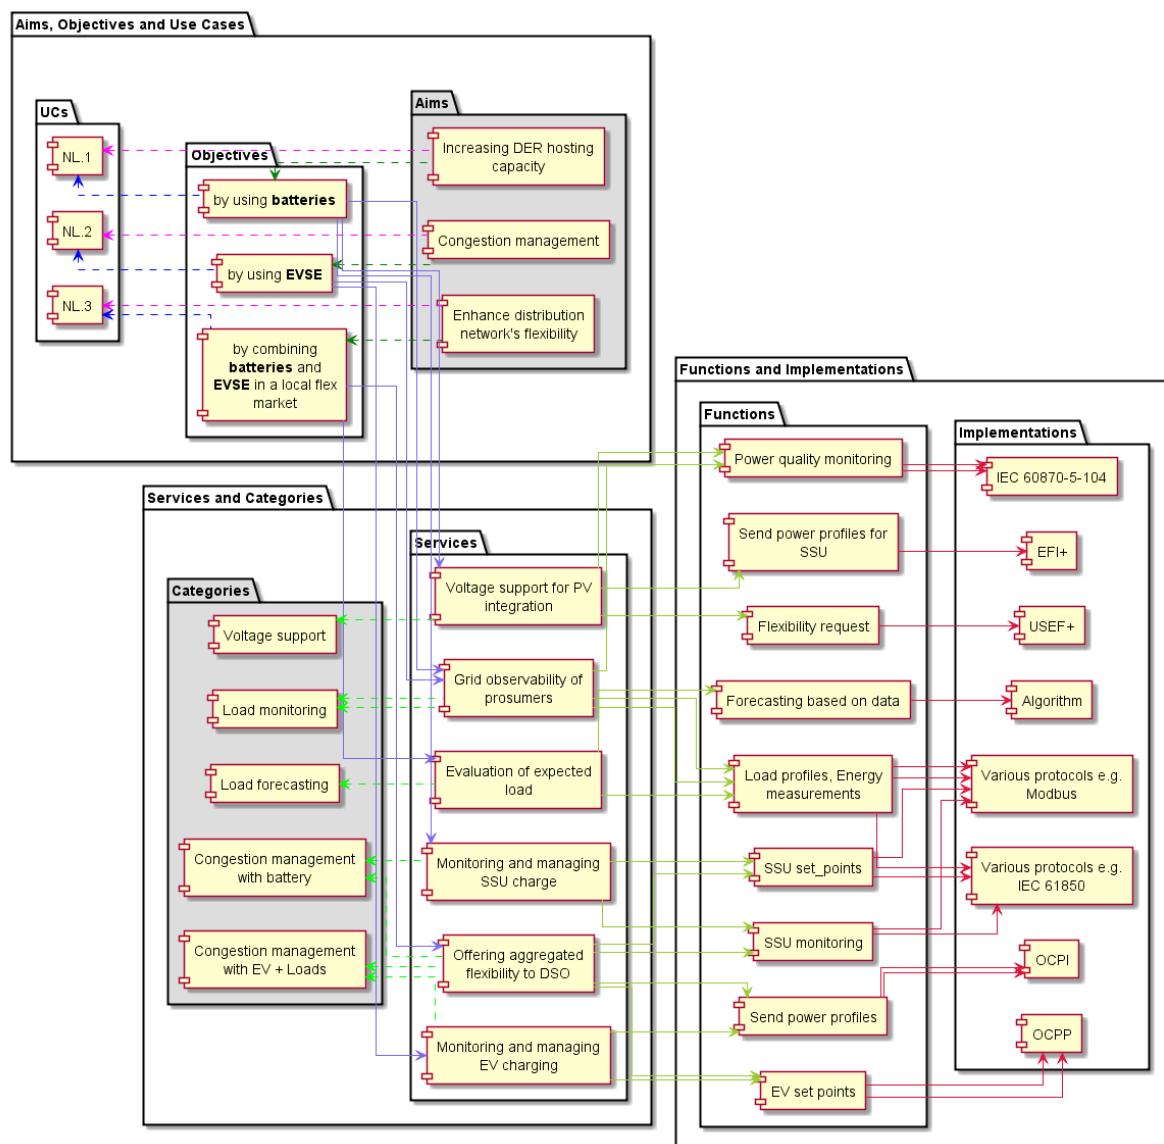 Aims, Objectives and Use Cases
UCs
NL.1
NL.2
NL.3
Objectives
by using batteries
by using EVSE
by combining
batteries and
EVSE in a local flex
market
Aims
Increasing DER hosting
capacity
Congestion management
Enhance distribution
network's flexibility
Services and Categories
Categories
Voltage support
Load monitoring
Load forecasting
Congestion management
with battery
Congestion management
with EV + Loads
Services
Voltage support for PV
integration
Grid observability of
prosumers
Evaluation of expected
load
Monitoring and managing
SSU charge
Offering aggregated
flexibility to DSO
Monitoring and managing
EV charging
Functions and Implementations
Functions
Power quality monitoring
Send power profiles for
SSU
Flexibility request
Forecasting based on data
Load profiles, Energy
measurements
SSU set_points
SSU monitoring
Send power profiles
EV set points
Implementations
IEC 60870-5-104
EFI+
USEF+
Algorithm
Various protocols e.g.
Modbus
Various protocols e.g.
IEC 61850
OCPI
OCPP